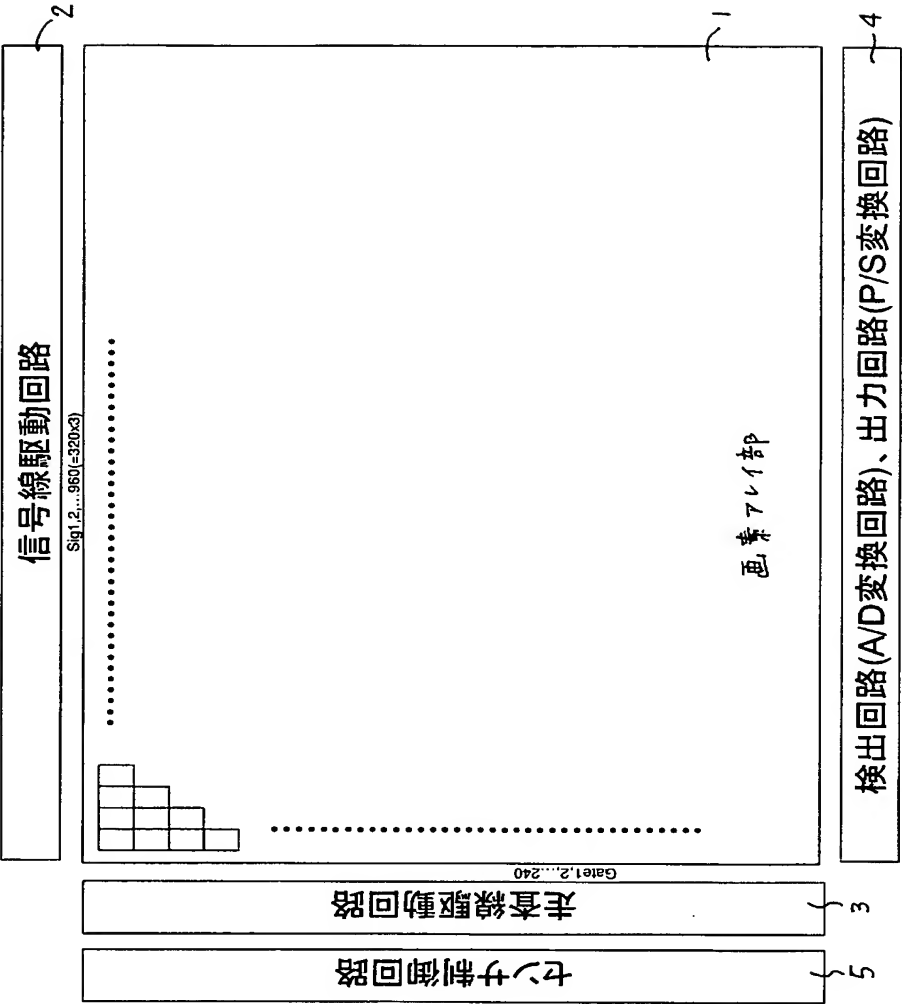 信号線駆動回路
2
Sig1,2,...960(=320x3)
1
画素アレイ部
Gate1,2,...240
走査線駆動回路
3
センサ制御回路
5
検出回路(A/D変換回路)、出力回路(P/S変換回路)
4